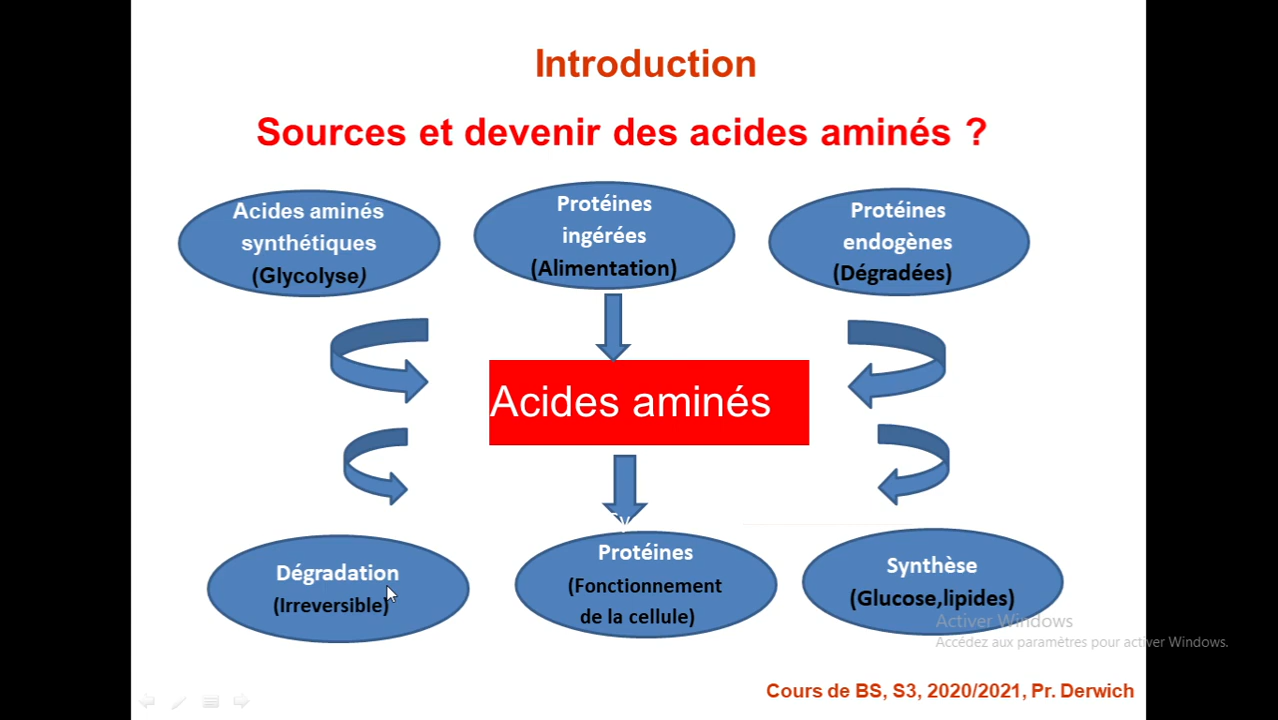 Introduction
Sources et devenir des acides aminés ?
Acides aminés
synthétiques
(Glycolyse)
Protéines
ingérées
(Alimentation)
Protéines
endogènes
(Dégradées)
Acides aminés
Dégradation
(Irreversible)
Protéines
(Fonctionnement
de la cellule)
Synthèse
(Glucose,lipides)
Activer Windows
Accédez aux paramètres pour activer Windows.
Cours de BS, S3, 2020/2021, Pr. Derwich